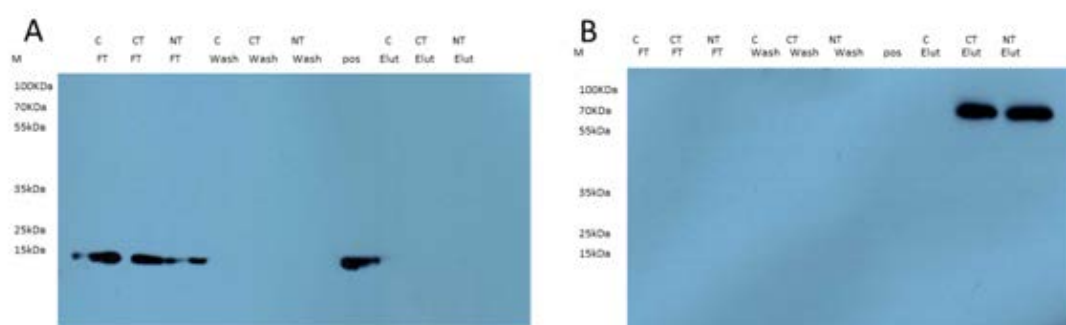 A
C CT NT C CT NT C CT NT
M FT FT FT Wash Wash Wash pos Elut Elut Elut
100KDa
70KDa
55kDa
35kDa
25kDa
15kDa
B
C CT NT C CT NT C CT NT
M FT FT FT Wash Wash Wash pos Elut Elut Elut
100kDa
70KDa
55kDa
35kDa
25kDa
15kDa